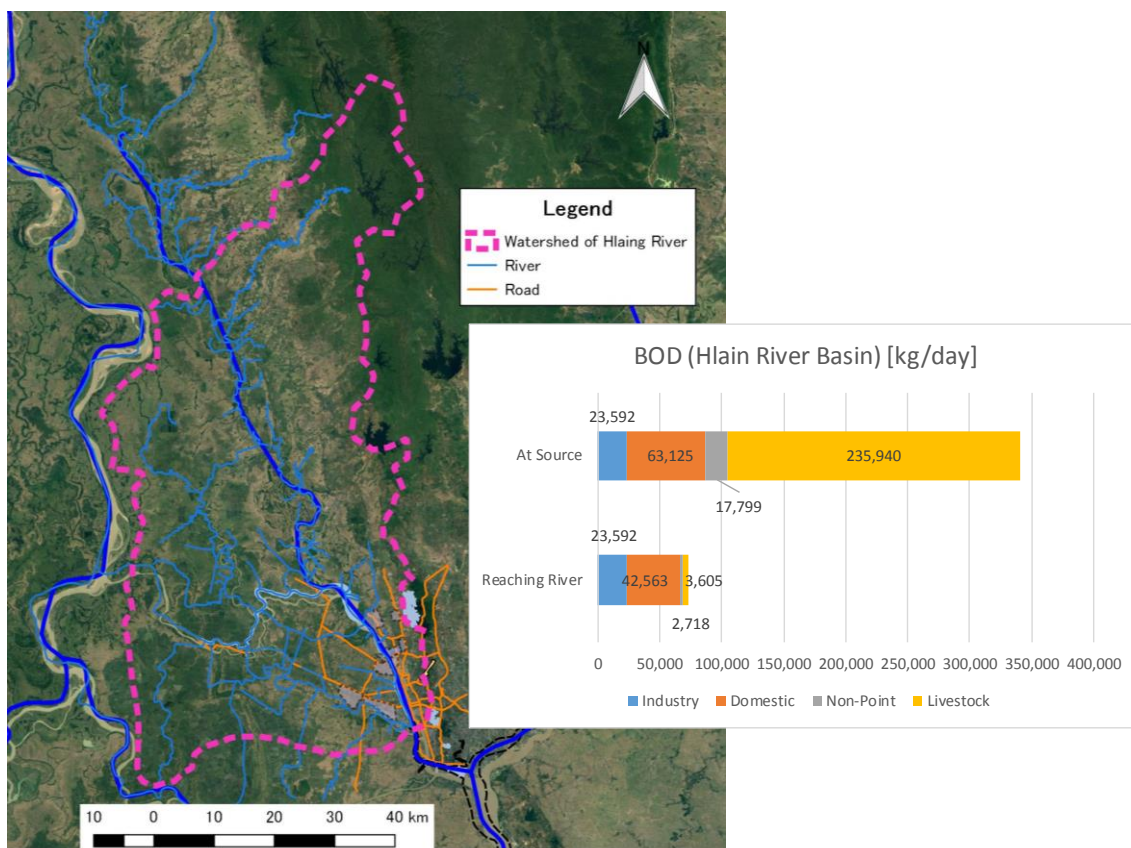 N
Legend
Watershed of Hlaing River
River
Road
BOD (Hlain River Basin) [kg/day]
23,592
At Source
63,125
235,940
17,799
23,592
Reaching River
42,563
3,605
2,718
0 50,000 100,000 150,000 200,000 250,000 300,000 350,000 400,000
Industry Domestic Non-Point Livestock
10 0 10 20 30 40 km